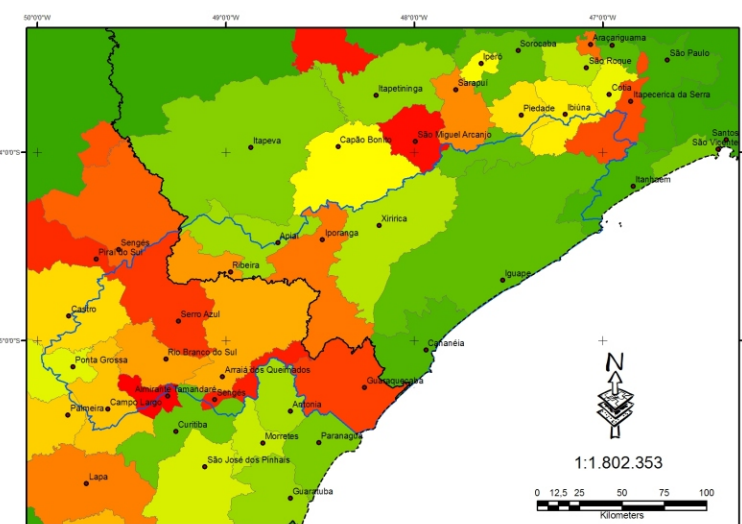 50°0'0"W 49°0'0"W 48°0'0"W 47°0'0"W
Araçariguama
Sorocaba
São Paulo
Iperó
São Roque
Sarapuí
Cotia
Itapetininga
Itapecerica da Serra
Piedade
Ibiúna
Santos
São Miguel Arcanjo
Capão Bonito
Itapeva
São Vicente
Itanhaem
Xiririca
Iporanga
Apiaí
Sengés
Piraí do Sul
Ribeira
Iguape
Castro
Serro Azul
Cananéia
Rio Branco do Sul
Ponta Grossa
Arraiá dos Queimados
Guaraqueçaba
Almirante Tamandaré
Sengés
Campo Largo
Palmeira
Antonia
Curitiba
Morretes
Paranaguá
São José dos Pinhais
Lapa
Guaratuba
N
1:1.802.353
0 12,5 25 50 75 100
Kilometers